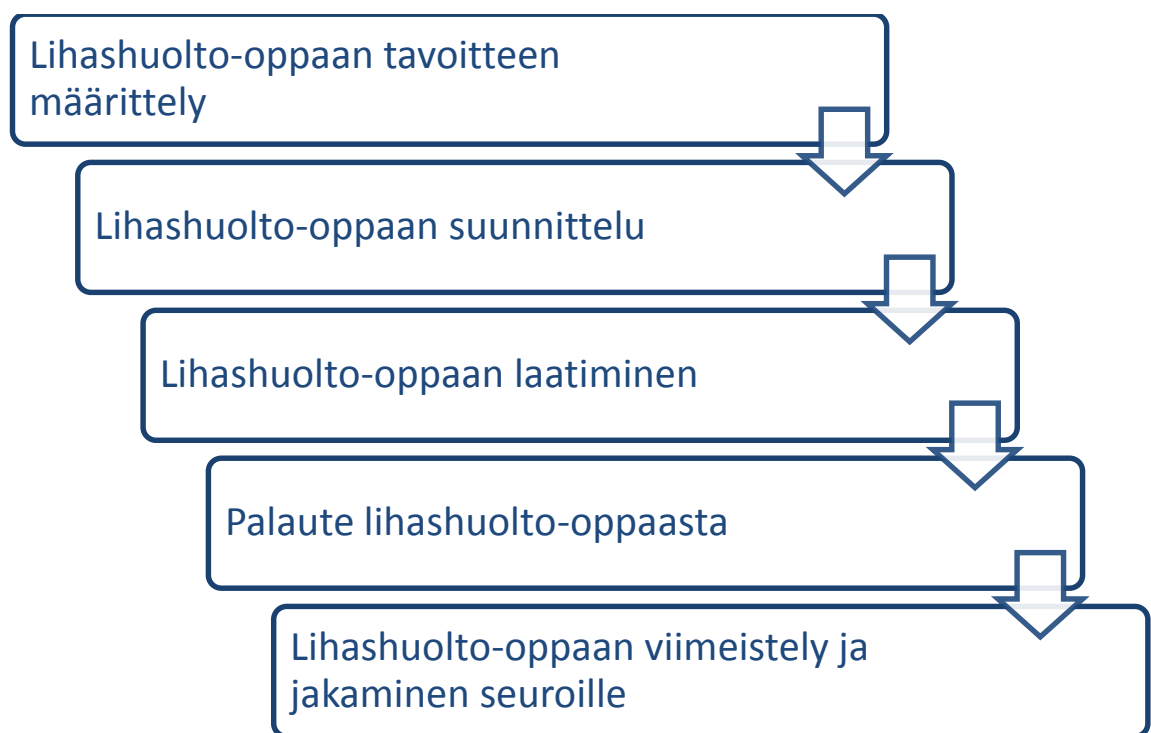 Lihashuolto-oppaan tavoitteen
määrittely
Lihashuolto-oppaan suunnittelu
Lihashuolto-oppaan laatiminen
Palaute lihashuolto-oppaasta
Lihashuolto-oppaan viimeistely ja
jakaminen seuroille